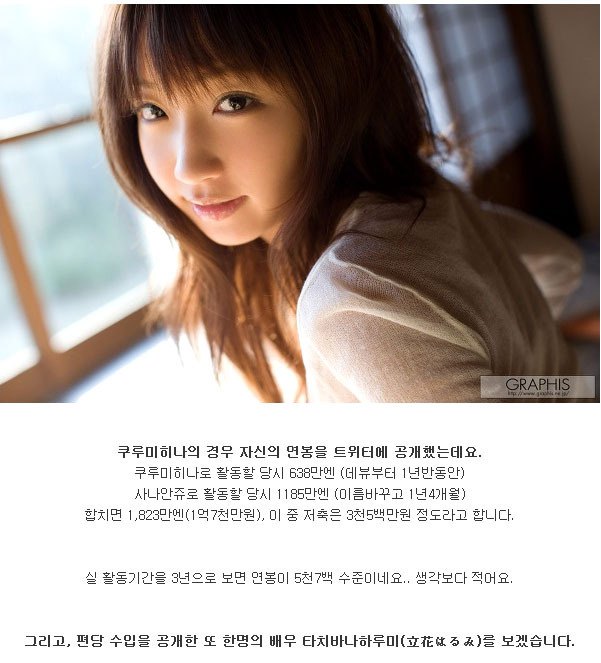 GRAPHIS
http://www.graphis.ne.jp/
쿠루미히나의 경우 자신의 연봉을 트위터에 공개했는데요.
쿠루미히나로 활동할 당시 638만엔 (데뷔부터 1년반동안)
사나안쥬로 활동할 당시 1185만엔 (이름바꾸고 1년4개월)
합치면 1,823만엔(1억7천만원), 이 중 저축은 3천5백만원 정도라고 합니다.
실 활동기간을 3년으로 보면 연봉이 5천7백 수준이네요.. 생각보다 적어요.
그리고, 편당 수입을 공개한 또 한명의 배우 타치바나하루미(立花はるみ)를 보겠습니다.